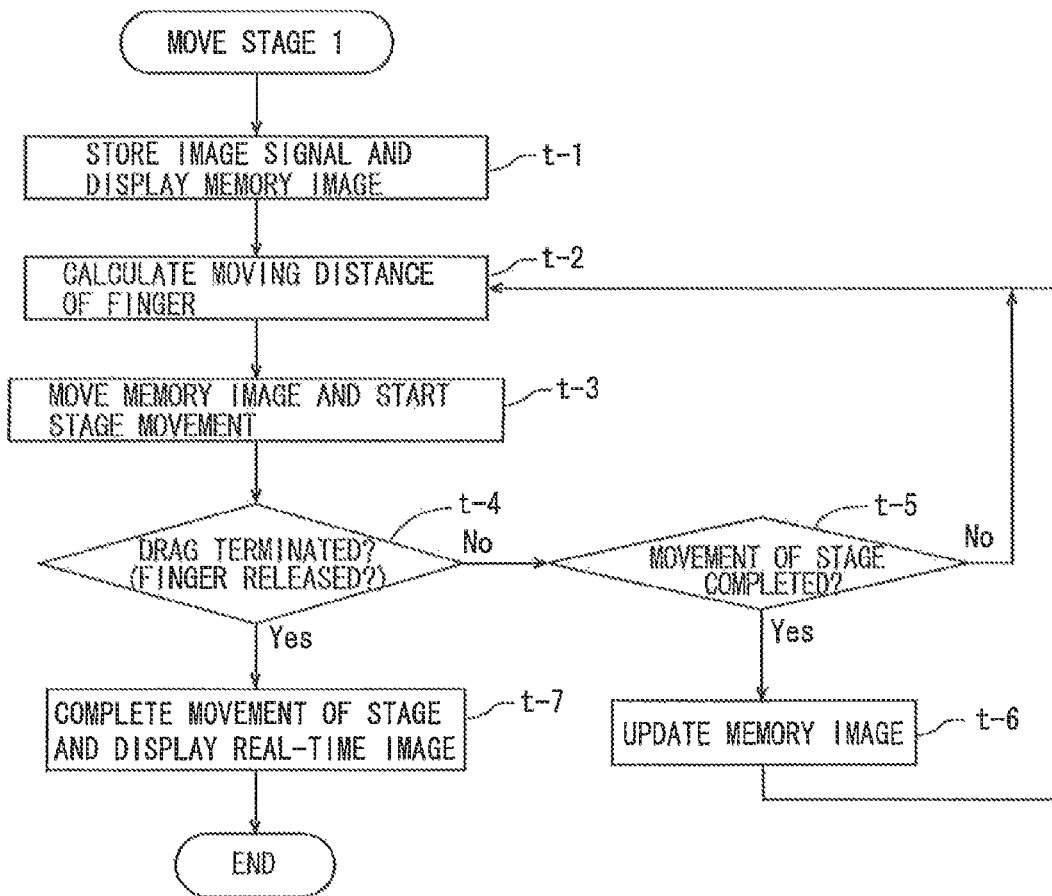 MOVE STAGE 1
STORE IMAGE SIGNAL AND
DISPLAY MEMORY IMAGE
t-1
CALCULATE MOVING DISTANCE
OF FINGER
t-2
MOVE MEMORY IMAGE AND START
STAGE MOVEMENT
t-3
DRAG TERMINATED?
(FINGER RELEASED?)
t-4
No
Yes
MOVEMENT OF STAGE
COMPLETED?
t-5
No
Yes
COMPLETE MOVEMENT OF STAGE
AND DISPLAY REAL-TIME IMAGE
t-7
UPDATE MEMORY IMAGE
t-6
END